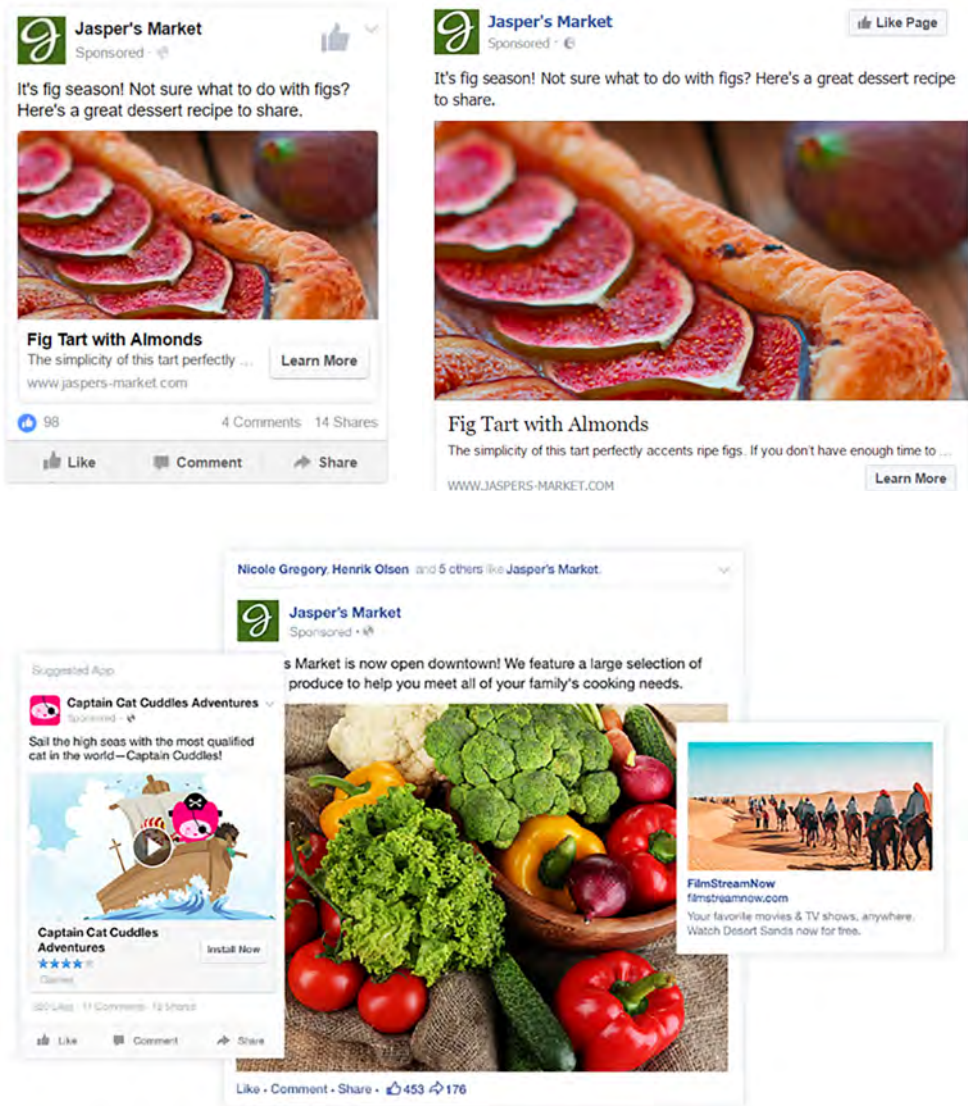 Jasper's Market
Sponsored ·
It's fig season! Not sure what to do with figs?
Here's a great dessert recipe to share.
Fig Tart with Almonds
The simplicity of this tart perfectly ...
Learn More
www.jaspers-market.com
98
4 Comments 14 Shares
Like Comment Share
Jasper's Market
Like Page
Sponsored ·
It's fig season! Not sure what to do with figs? Here's a great dessert recipe
to share.
Fig Tart with Almonds
The simplicity of this tart perfectly accents ripe figs. If you don't have enough time to ...
Learn More
WWW.JASPERS-MARKET.COM
Nicole Gregory, Henrik Olsen and 5 others like Jasper's Market.
Jasper's Market
Sponsored ·
s Market is now open downtown! We feature a large selection of
produce to help you meet all of your family's cooking needs.
Like · Comment · Share · 453 176
Suggested App
Captain Cat Cuddles Adventures
Sponsored ·
Sail the high seas with the most qualified
cat in the world—Captain Cuddles!
Captain Cat Cuddles
Adventures
Install Now
Games
Likes · 11 Comments · Shares
Like Comment Share
FilmStreamNow
filmstreamnow.com
Your favorite movies & TV shows, anywhere.
Watch Desert Sands now for free.